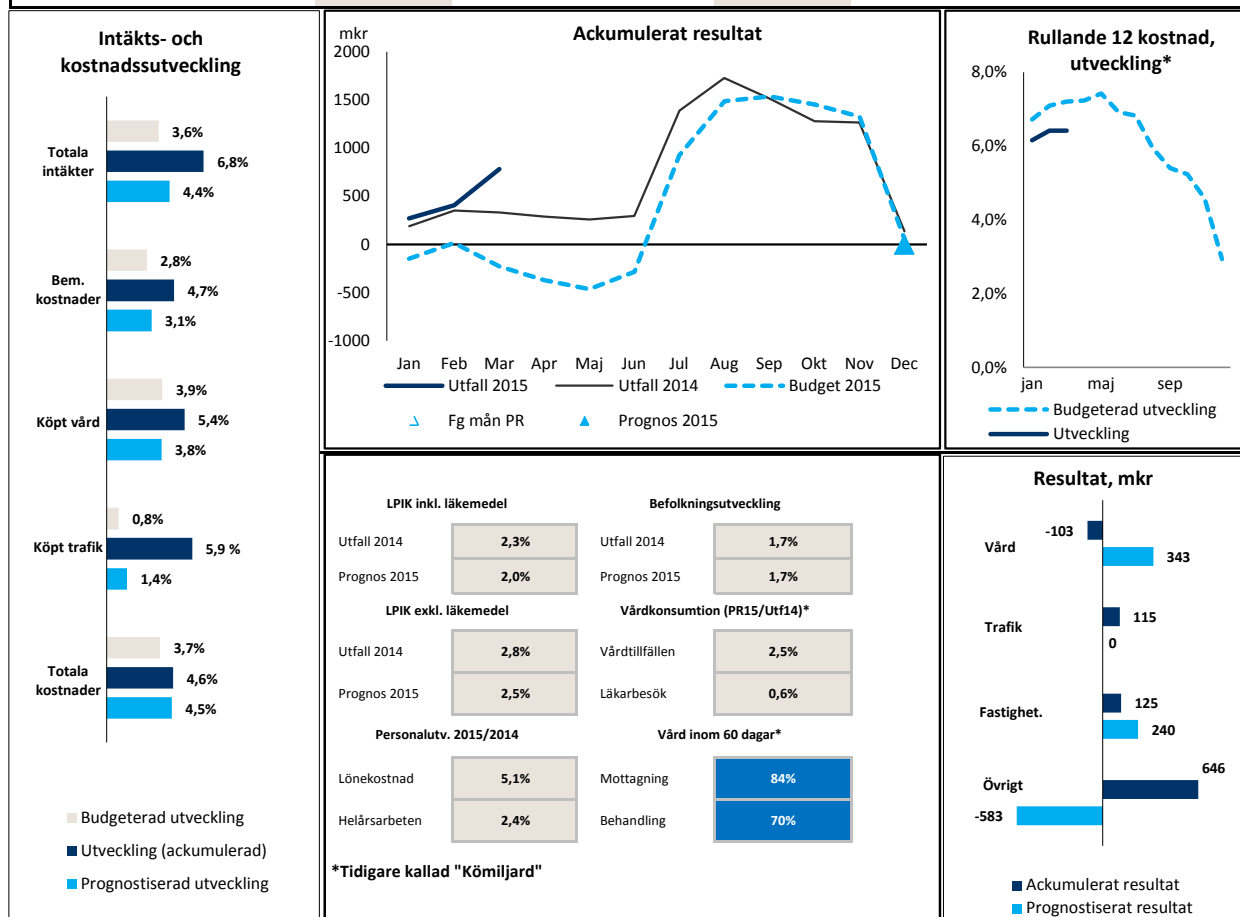 Intäkts- och
kostnadssutveckling
Totala
intäkter
3,6%
6,8%
4,4%
Bem.
kostnader
2,8%
4,7%
3,1%
Köpt vård
3,9%
5,4%
3,8%
Köpt trafik
0,8%
5,9 %
1,4%
Totala
kostnader
3,7%
4,6%
4,5%
Budgeterad utveckling
Utveckling (ackumulerad)
Prognostiserad utveckling
mkr
Ackumulerat resultat
2000
1500
1000
500
0
-500
-1000
Jan Feb Mar Apr Maj Jun Jul Aug Sep Okt Nov Dec
Utfall 2015 Utfall 2014 Budget 2015
Fg mån PR Prognos 2015
Rullande 12 kostnad,
utveckling*
8,0%
6,0%
4,0%
2,0%
0,0%
jan maj sep
Budgeterad utveckling
Utveckling
LPIK inkl. läkemedel
Utfall 2014 2,3%
Prognos 2015 2,0%
LPIK exkl. läkemedel
Utfall 2014 2,8%
Prognos 2015 2,5%
Personalutv. 2015/2014
Lönekostnad 5,1%
Helårsarbeten 2,4%
Befolkningsutveckling
Utfall 2014 1,7%
Prognos 2015 1,7%
Vårdkonsumtion (PR15/Utf14)*
Vårdtillfällen 2,5%
Läkarbesök 0,6%
Vård inom 60 dagar*
Mottagning 84%
Behandling 70%
*Tidigare kallad "Kömiljard"
Resultat, mkr
Vård
-103
343
Trafik
115
0
Fastighet.
125
240
Övrigt
646
-583
Ackumulerat resultat
Prognostiserat resultat